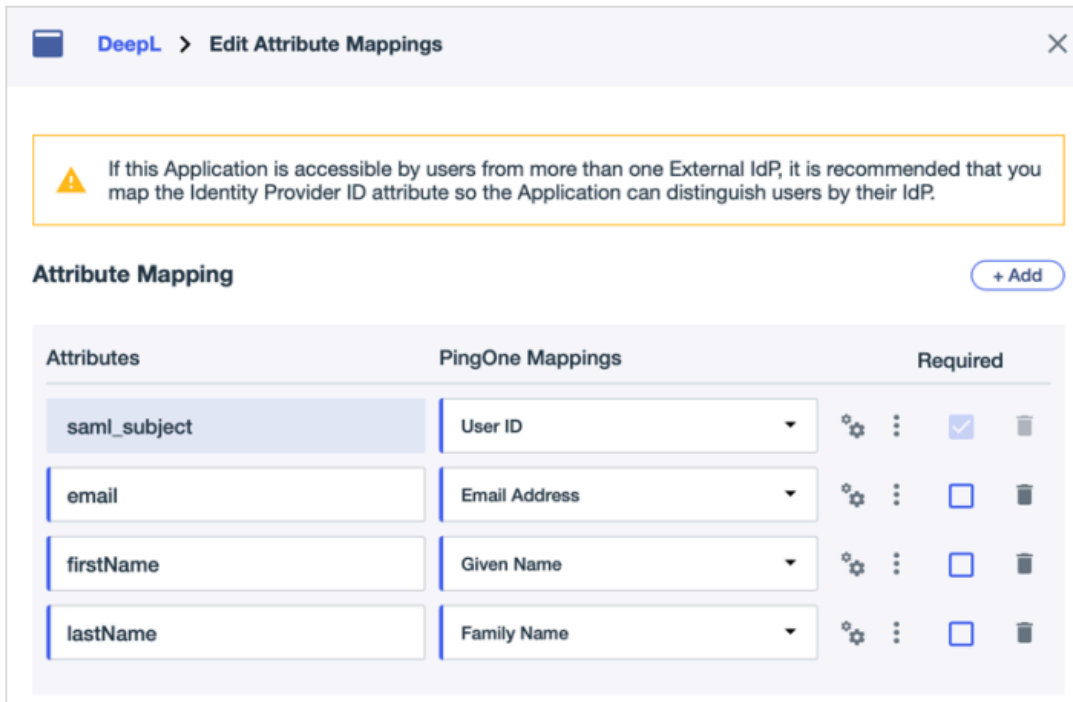 DeepL > Edit Attribute Mappings
If this Application is accessible by users from more than one External IdP, it is recommended that you
map the Identity Provider ID attribute so the Application can distinguish users by their IdP.
Attribute Mapping
+ Add
Attributes PingOne Mappings Required
saml_subject User ID
email Email Address
firstName Given Name
lastName Family Name